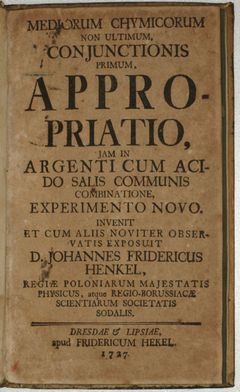 MEDIORUM CHYMICORUM
NON ULTIMUM,
CONJUNCTIONIS
PRIMUM,
APPRO-
PRIATIO,
JAM IN
ARGENTI CUM ACI-
DO SALIS COMMUNIS
COMBINATIONE,
EXPERIMENTO NOVO.
INVENIT
ET CUM ALIIS NOVITER OBSER-
VATIS EXPOSUIT
D. JOHANNES FRIDERICUS
HENKEL,
REGIÆ POLONIARUM MAJESTATIS
PHYSICUS, atque REGIO-BORUSSIACÆ
SCIENTIARUM SOCIETATIS
SODALIS.
DRESDAE & LIPSIAE,
apud FRIDERICUM HEKEL.
1727.